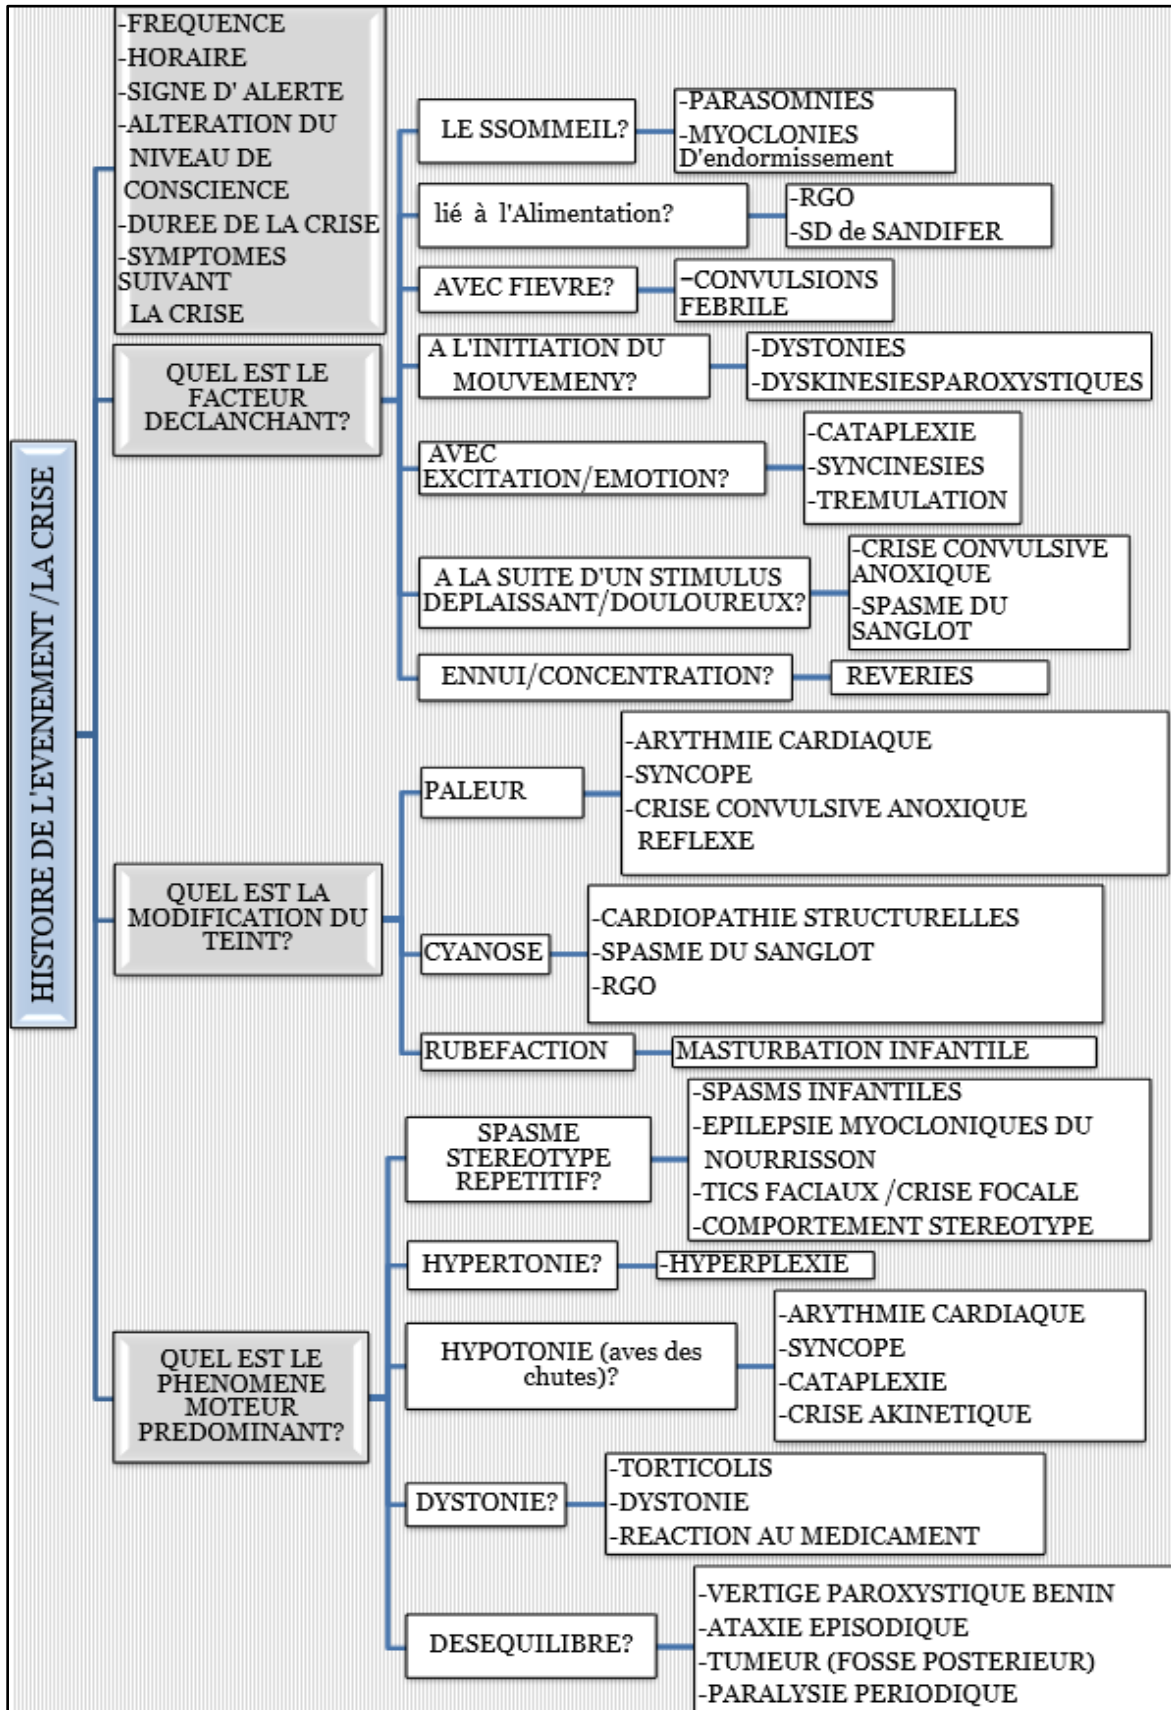 HISTOIRE DE L'EVENEMENT /LA CRISE
-FREQUENCE
-HORAIRE
-SIGNE D' ALERTE
-ALTERATION DU
NIVEAU DE
CONSCIENCE
-DUREE DE LA CRISE
-SYMPTOMES
SUIVANT
LA CRISE
QUEL EST LE
FACTEUR
DECLANCHANT?
LE SSOMMEIL?
-PARASOMNIES
-MYOCLONIES
D'endormissement
lié à l'Alimentation?
-RGO
-SD de SANDIFER
AVEC FIEVRE?
-CONVULSIONS
FEBRILE
A L'INITIATION DU
MOUVEMENY?
-DYSTONIES
-DYSKINESIESPAROXYSTIQUES
AVEC
EXCITATION/EMOTION?
-CATAPLEXIE
-SYNCINESIES
-TREMULATION
A LA SUITE D'UN STIMULUS
DEPLAISSANT/DOULOUREUX?
-CRISE CONVULSIVE
ANOXIQUE
-SPASME DU
SANGLOT
ENNUI/CONCENTRATION?
REVERIES
QUEL EST LA
MODIFICATION DU
TEINT?
PALEUR
-ARYTHMIE CARDIAQUE
-SYNCOPE
-CRISE CONVULSIVE ANOXIQUE
REFLEXE
CYANOSE
-CARDIOPATHIE STRUCTURELLES
-SPASME DU SANGLOT
-RGO
RUBEFACTION
MASTURBATION INFANTILE
QUEL EST LE
PHENOMENE
MOTEUR
PREDOMINANT?
SPASME
STEREOTYPE
REPETITIF?
-SPASMS INFANTILES
-EPILEPSIE MYOCLONIQUES DU
NOURRISSON
-TICS FACIAUX /CRISE FOCALE
-COMPORTEMENT STEREOTYPE
HYPERTONIE?
-HYPERPLEXIE
HYPOTONIE (aves des
chutes)?
-ARYTHMIE CARDIAQUE
-SYNCOPE
-CATAPLEXIE
-CRISE AKINETIQUE
DYSTONIE?
-TORTICOLIS
-DYSTONIE
-REACTION AU MEDICAMENT
DESEQUILIBRE?
-VERTIGE PAROXYSTIQUE BENIN
-ATAXIE EPISODIQUE
-TUMEUR (FOSSE POSTERIEUR)
-PARALYSIE PERIODIQUE